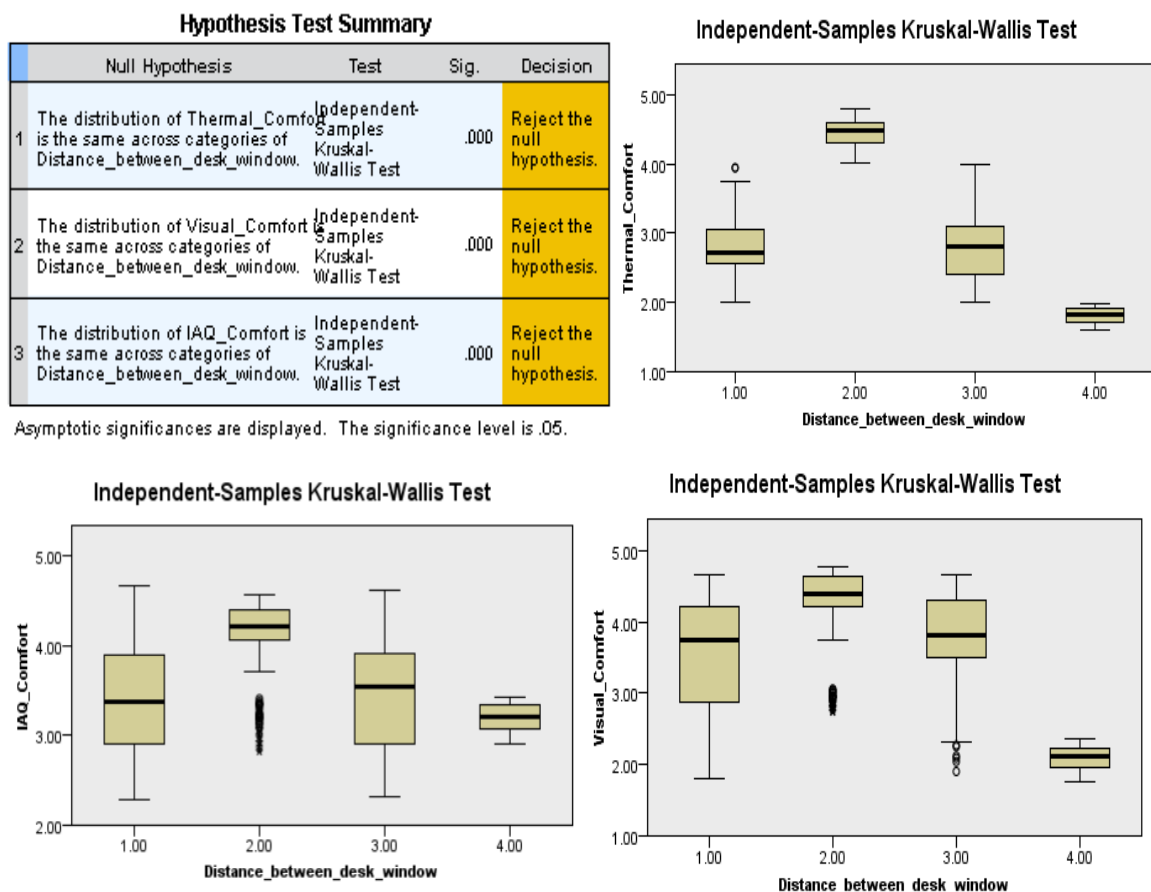 Hypothesis Test Summary
Null Hypothesis Test Sig. Decision
1 The distribution of Thermal_Comfort is the same across categories of Distance_between_desk_window. Independent-Samples Kruskal-Wallis Test .000 Reject the null hypothesis.
2 The distribution of Visual_Comfort is the same across categories of Distance_between_desk_window. Independent-Samples Kruskal-Wallis Test .000 Reject the null hypothesis.
3 The distribution of IAQ_Comfort is the same across categories of Distance_between_desk_window. Independent-Samples Kruskal-Wallis Test .000 Reject the null hypothesis.
Asymptotic significances are displayed. The significance level is .05.
Independent-Samples Kruskal-Wallis Test
Thermal_Comfort
5.00
4.00
3.00
2.00
1.00
1.00 2.00 3.00 4.00
Distance_between_desk_window
Independent-Samples Kruskal-Wallis Test
IAQ_Comfort
5.00
4.00
3.00
2.00
1.00 2.00 3.00 4.00
Distance_between_desk_window
Independent-Samples Kruskal-Wallis Test
Visual_Comfort
5.00
4.00
3.00
2.00
1.00
1.00 2.00 3.00 4.00
Distance_between_desk_window